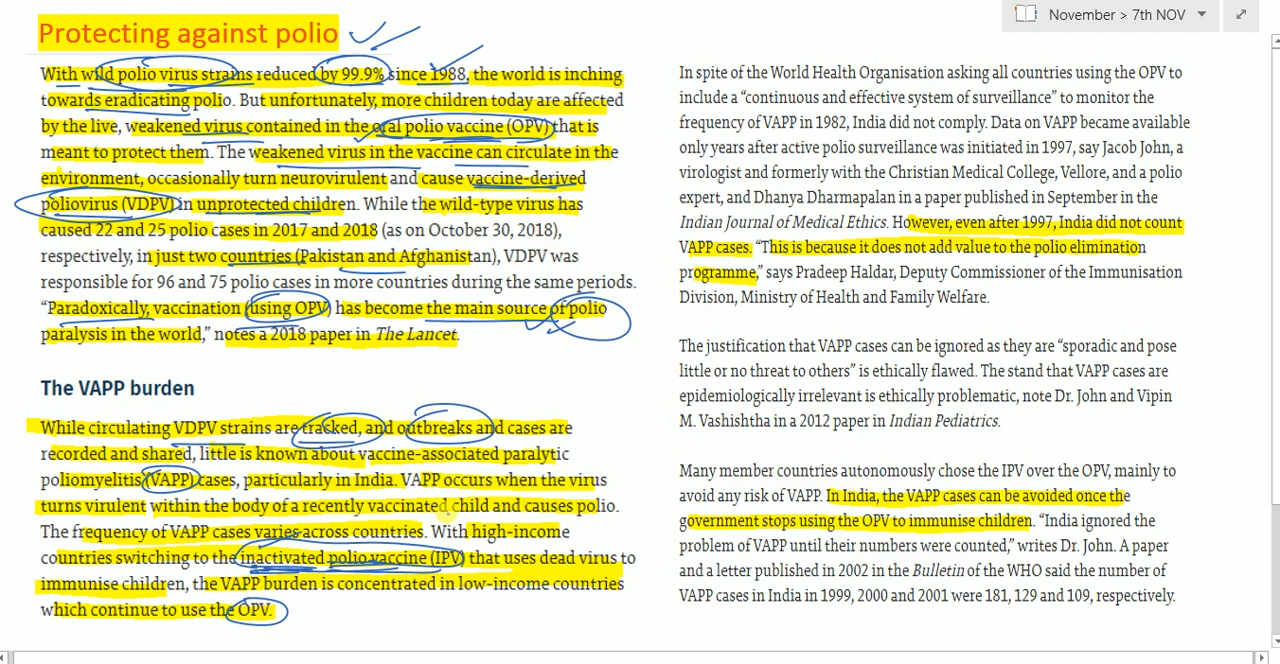 November > 7th NOV
Protecting against polio
With wild polio virus strains reduced by 99.9% since 1988, the world is inching
towards eradicating polio. But unfortunately, more children today are affected
by the live, weakened virus contained in the oral polio vaccine (OPV) that is
meant to protect them. The weakened virus in the vaccine can circulate in the
environment, occasionally turn neurovirulent and cause vaccine-derived
poliovirus (VDPV) in unprotected children. While the wild-type virus has
caused 22 and 25 polio cases in 2017 and 2018 (as on October 30, 2018),
respectively, in just two countries (Pakistan and Afghanistan), VDPV was
responsible for 96 and 75 polio cases in more countries during the same periods.
“Paradoxically, vaccination (using OPV) has become the main source of polio
paralysis in the world,” notes a 2018 paper in The Lancet.
The VAPP burden
While circulating VDPV strains are tracked, and outbreaks and cases are
recorded and shared, little is known about vaccine-associated paralytic
poliomyelitis (VAPP) cases, particularly in India. VAPP occurs when the virus
turns virulent within the body of a recently vaccinated child and causes polio.
The frequency of VAPP cases varies across countries. With high-income
countries switching to the inactivated polio vaccine (IPV) that uses dead virus to
immunise children, the VAPP burden is concentrated in low-income countries
which continue to use the OPV.
In spite of the World Health Organisation asking all countries using the OPV to
include a “continuous and effective system of surveillance” to monitor the
frequency of VAPP in 1982, India did not comply. Data on VAPP became available
only years after active polio surveillance was initiated in 1997, say Jacob John, a
virologist and formerly with the Christian Medical College, Vellore, and a polio
expert, and Dhanya Dharmapalan in a paper published in September in the
Indian Journal of Medical Ethics. However, even after 1997, India did not count
VAPP cases. “This is because it does not add value to the polio elimination
programme,” says Pradeep Haldar, Deputy Commissioner of the Immunisation
Division, Ministry of Health and Family Welfare.
The justification that VAPP cases can be ignored as they are “sporadic and pose
little or no threat to others” is ethically flawed. The stand that VAPP cases are
epidemiologically irrelevant is ethically problematic, note Dr. John and Vipin
M. Vashishtha in a 2012 paper in Indian Pediatrics.
Many member countries autonomously chose the IPV over the OPV, mainly to
avoid any risk of VAPP. In India, the VAPP cases can be avoided once the
government stops using the OPV to immunise children. “India ignored the
problem of VAPP until their numbers were counted,” writes Dr. John. A paper
and a letter published in 2002 in the Bulletin of the WHO said the number of
VAPP cases in India in 1999, 2000 and 2001 were 181, 129 and 109, respectively.